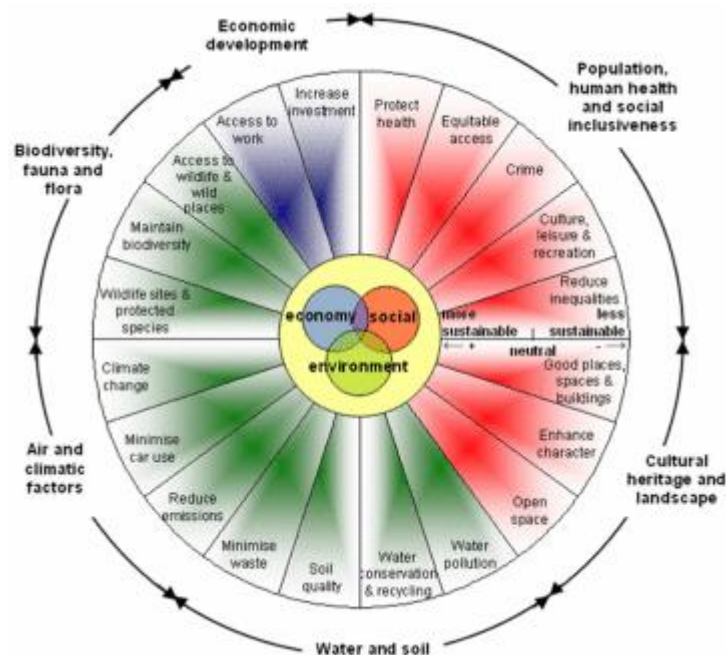 Economic
development
Population,
human health
and social
inclusiveness
Biodiversity,
fauna and
flora
Air and
climatic
factors
Cultural
heritage and
landscape
Water and soil
Increase
investment
Access to
work
Access to
wildlife &
wild
places
Maintain
biodiversity
Wildlife sites &
protected
species
Climate
change
Minimise
car use
Reduce
emissions
Minimise
waste
Soil
quality
Water
conservation
& recycling
Water
pollution
Open
space
Enhance
character
Good places,
spaces &
buildings
Reduce
inequalities
Culture,
leisure &
recreation
Crime
Equitable
access
Protect
health
economy
social
environment
more
sustainable
less
sustainable
+
neutral
-